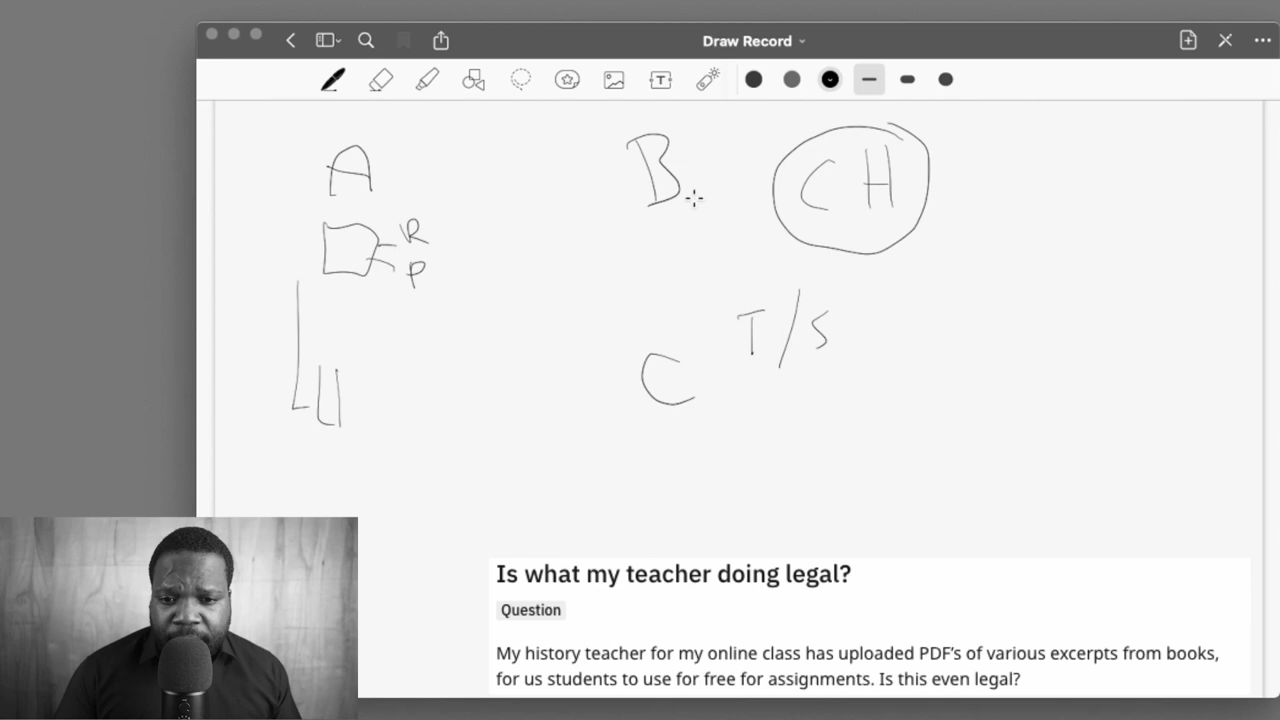 Draw Record
A
B
C H
R
P
T/S
C
Is what my teacher doing legal?
Question
My history teacher for my online class has uploaded PDF's of various excerpts from books,
for us students to use for free for assignments. Is this even legal?